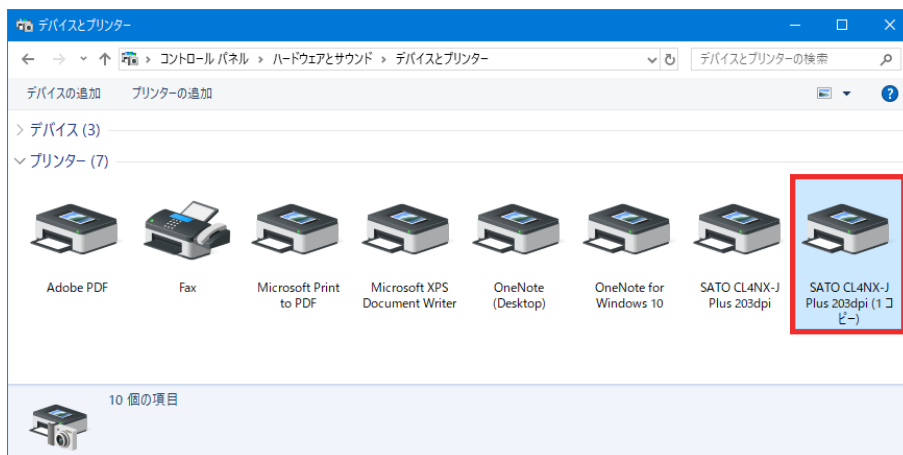 デバイスとプリンター
コントロール パネル › ハードウェアとサウンド › デバイスとプリンター
デバイスとプリンターの検索
デバイスの追加 プリンターの追加
デバイス (3)
プリンター (7)
Adobe PDF
Fax
Microsoft Print
to PDF
Microsoft XPS
Document Writer
OneNote
(Desktop)
OneNote for
Windows 10
SATO CL4NX-J
Plus 203dpi
SATO CL4NX-J
Plus 203dpi (1 コ
ピー)
10 個の項目